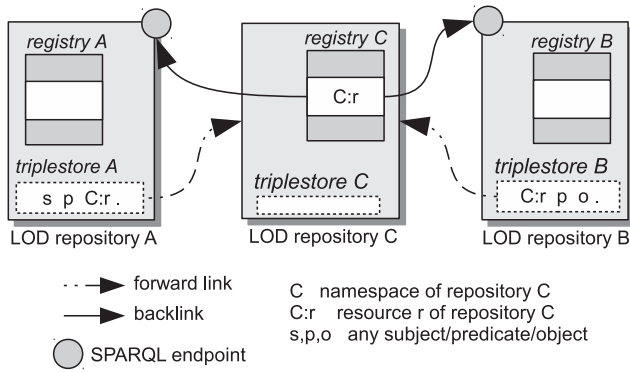 registry A
registry C
registry B
C:r
triplestore A
triplestore C
triplestore B
s p C:r .
C:r p o .
LOD repository A
LOD repository C
LOD repository B
forward link
backlink
SPARQL endpoint
C namespace of repository C
C:r resource r of repository C
s,p,o any subject/predicate/object